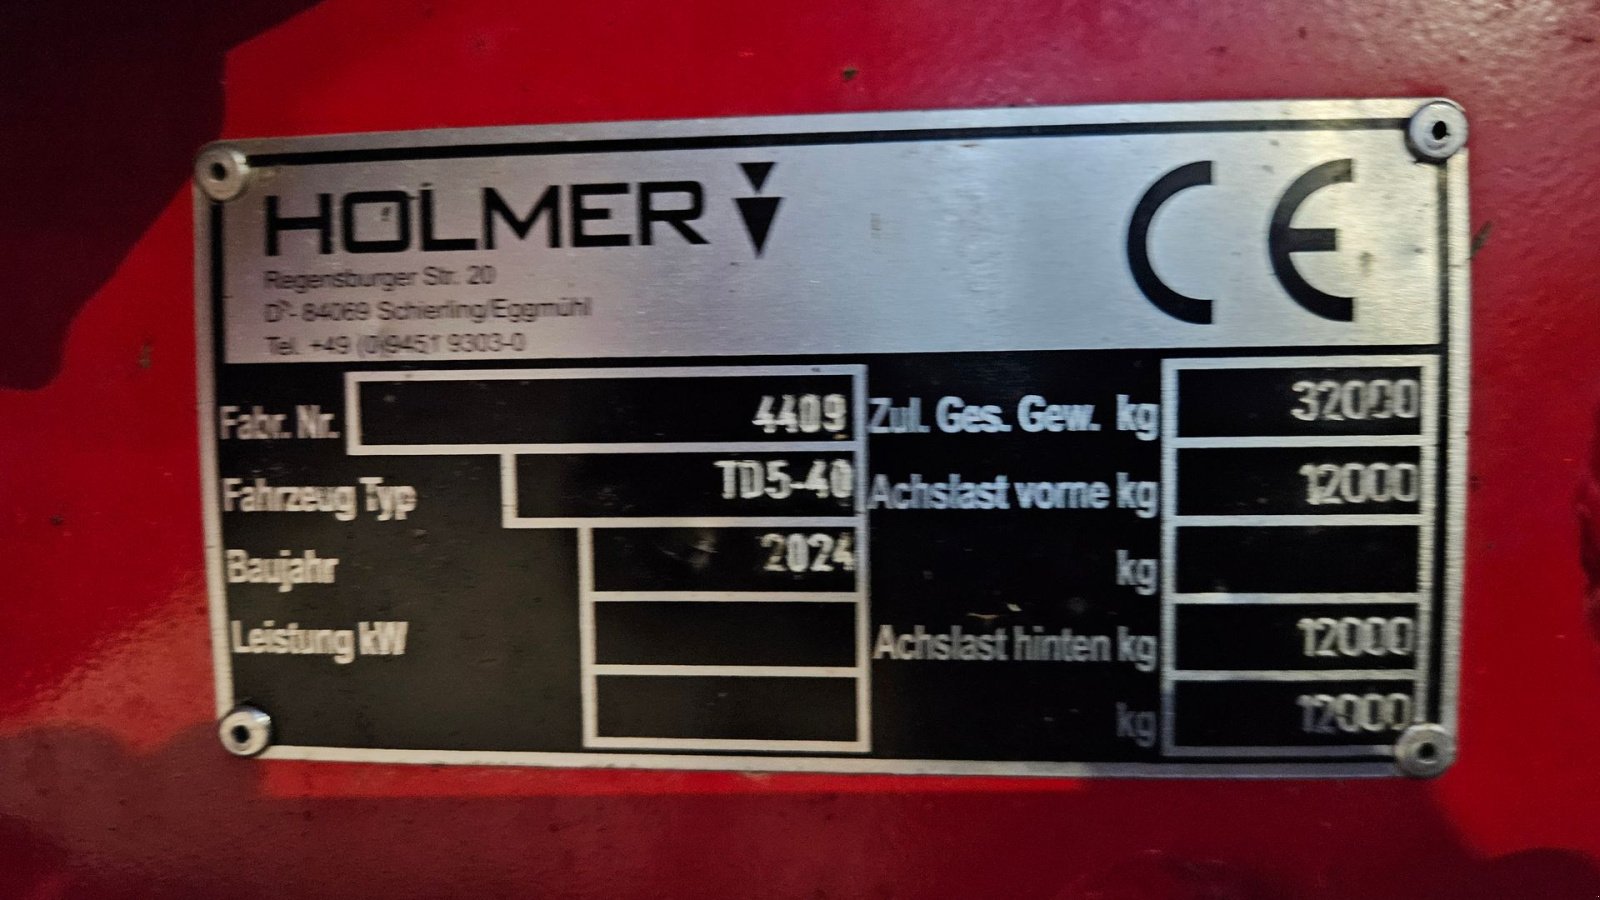 HOLMER
CE
Regensburger Str. 20
D - 84069 Schierling/Eggmühl
Tel. +49 (0)9451 9303-0
Fabr. Nr. 4409
Zul. Ges. Gew. kg 32000
Fahrzeug Typ TD5-40
Achslast vorne kg 12000
Baujahr 2024
kg
Leistung kW
Achslast hinten kg 12000
kg 12000